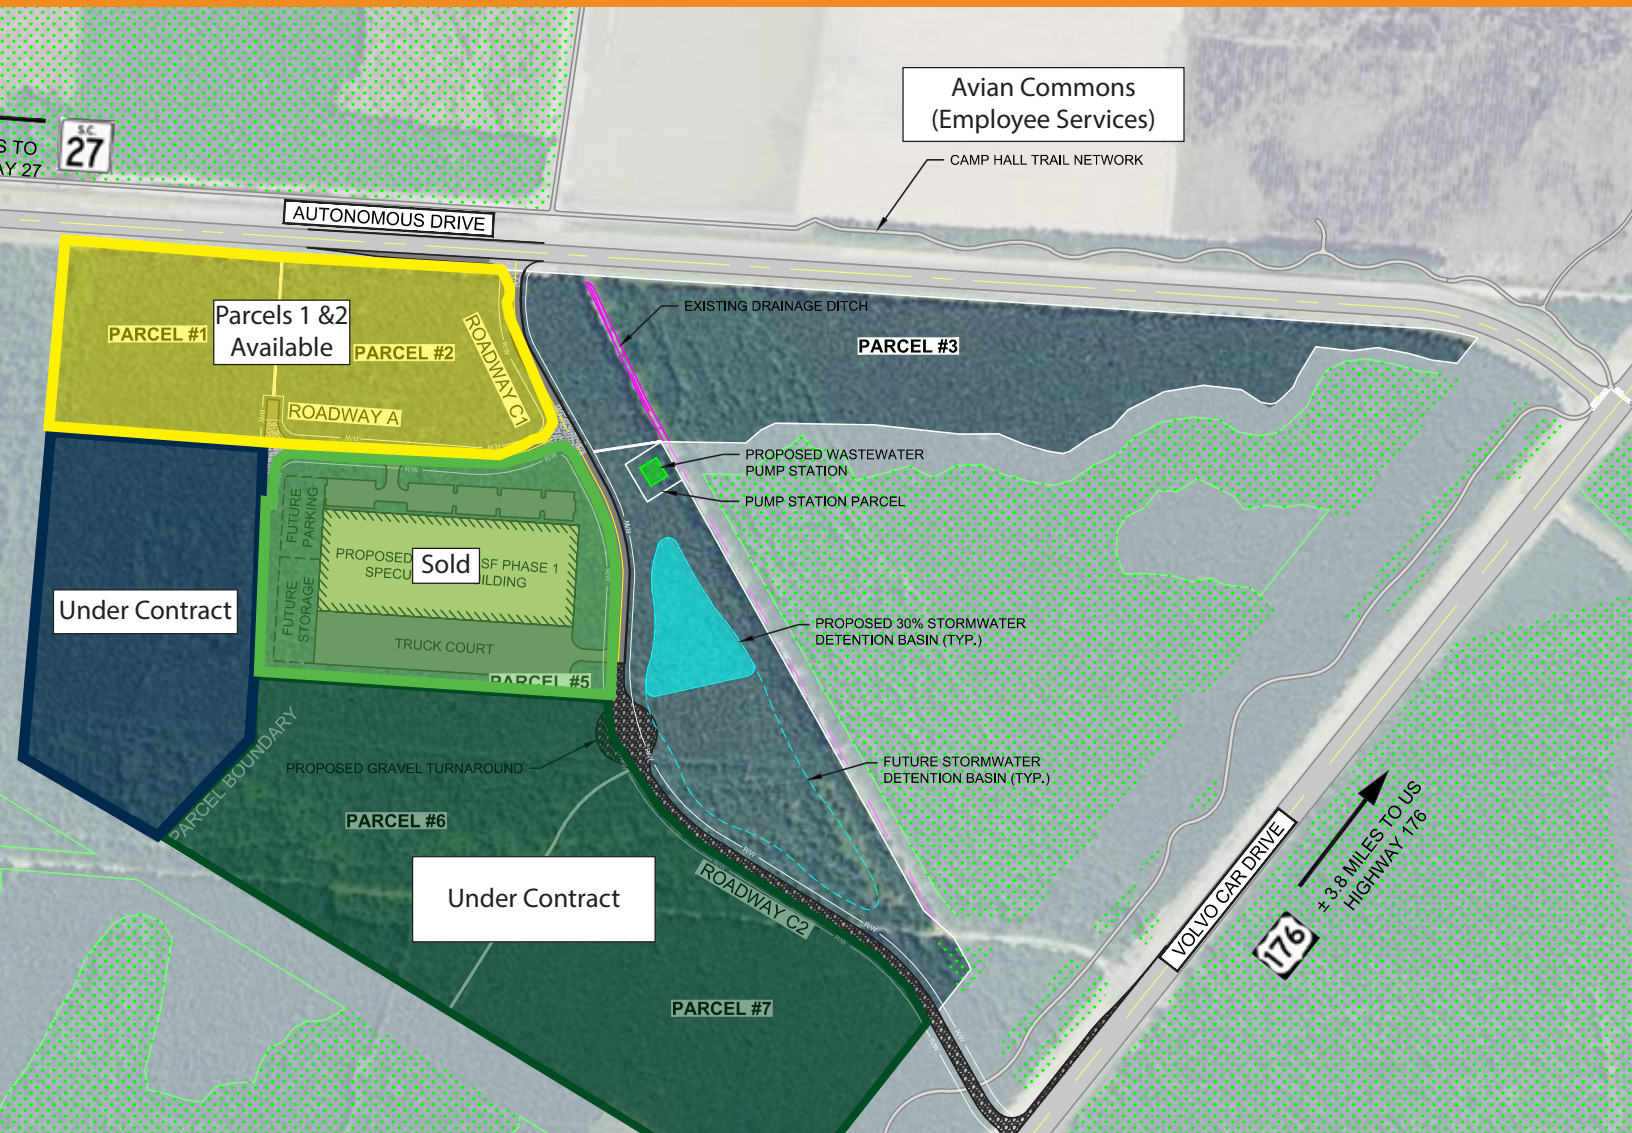 Avian Commons
(Employee Services)
CAMP HALL TRAIL NETWORK
S.C.
27
S TO
AY 27
AUTONOMOUS DRIVE
EXISTING DRAINAGE DITCH
PARCEL #1
Parcels 1 &2
Available
PARCEL #2
ROADWAY C1
PARCEL #3
ROADWAY A
R/W
R/W
R/W
R/W
R/W
R/W
R/W
R/W
PROPOSED WASTEWATER
PUMP STATION
PUMP STATION PARCEL
FUTURE
PARKING
PROPOSED
SF PHASE 1
SPECU
ILDING
Sold
FUTURE
STORAGE
TRUCK COURT
PARCEL #5
Under Contract
PROPOSED 30% STORMWATER
DETENTION BASIN (TYP.)
PARCEL BOUNDARY
PROPOSED GRAVEL TURNAROUND
FUTURE STORMWATER
DETENTION BASIN (TYP.)
PARCEL #6
Under Contract
ROADWAY C2
R/W
R/W
R/W
R/W
R/W
R/W
PARCEL #7
VOLVO CAR DRIVE
± 3.8 MILES TO US
HIGHWAY 176
176